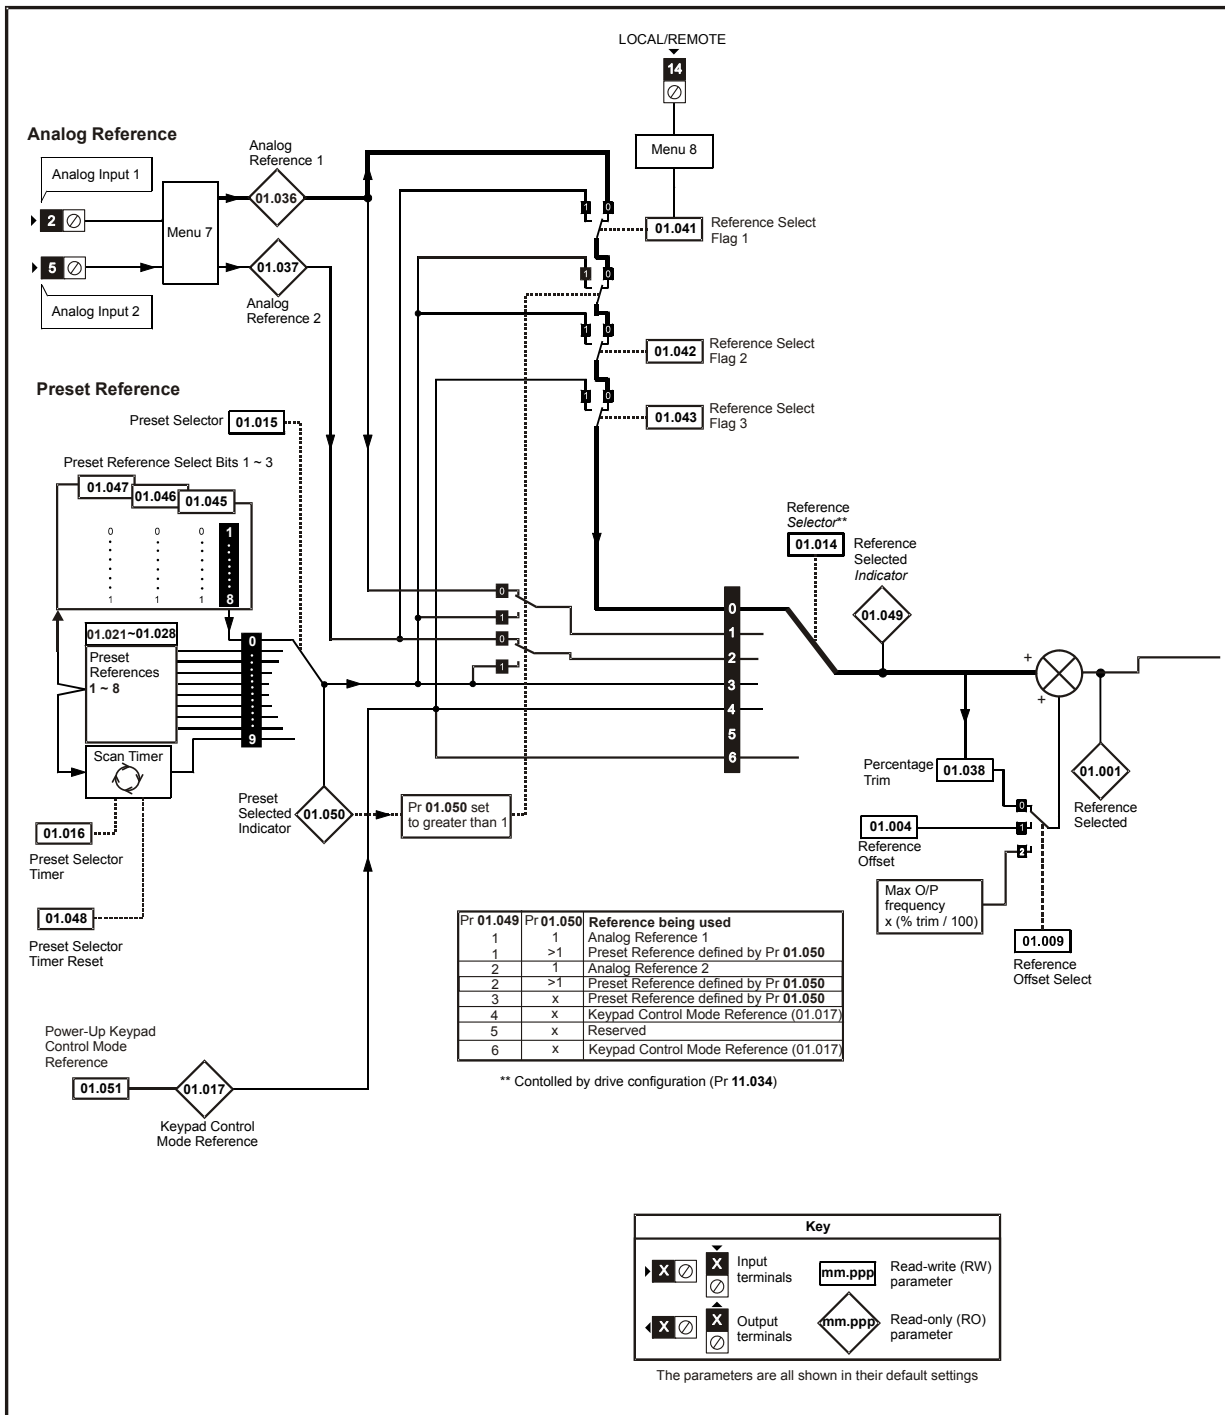 LOCAL/REMOTE
14
Analog Reference
Analog
Reference 1
Menu 8
Analog Input 1
01.036
2
Menu 7
1 0
01.041
Reference Select
Flag 1
5
01.037
1 0
Analog Input 2
Analog
Reference 2
1 0
01.042
Reference Select
Flag 2
Preset Reference
1 0
01.043
Reference Select
Flag 3
Preset Selector
01.015
Preset Reference Select Bits 1 ~ 3
01.047
01.046
01.045
0 0 0 1
1 1 1 8
Reference
Selector**
01.014
Reference
Selected
Indicator
01.049
0
1
0
1
0
1
2
3
4
5
6
+
+
01.021~01.028
Preset
References
1 ~ 8
0
9
Scan Timer
Percentage
Trim
01.038
01.001
Reference
Selected
Preset
Selected
Indicator
01.050
Pr 01.050 set
to greater than 1
0
1
2
01.004
Reference
Offset
01.016
Preset Selector
Timer
Max O/P
frequency
x (% trim / 100)
01.048
Preset Selector
Timer Reset
01.009
Reference
Offset Select
Pr 01.049 Pr 01.050 Reference being used
1 1 Analog Reference 1
1 >1 Preset Reference defined by Pr 01.050
2 1 Analog Reference 2
2 >1 Preset Reference defined by Pr 01.050
3 x Preset Reference defined by Pr 01.050
4 x Keypad Control Mode Reference (01.017)
5 x Reserved
6 x Keypad Control Mode Reference (01.017)
** Contolled by drive configuration (Pr 11.034)
Power-Up Keypad
Control Mode
Reference
01.051
01.017
Keypad Control
Mode Reference
Key
X X Input
terminals
mm.ppp Read-write (RW)
parameter
X X Output
terminals
mm.ppp Read-only (RO)
parameter
The parameters are all shown in their default settings